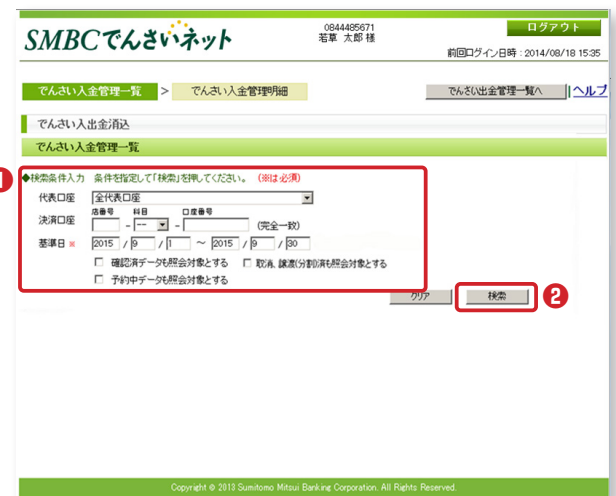 SMBCでんさいネット
0844485671
若草 太郎 様
ログアウト
前回ログイン日時：2014/08/18 15:35
でんさい入金管理一覧 > でんさい入金管理明細
でんさい出金管理一覧へ ヘルプ
でんさい入出金消込
でんさい入金管理一覧
1
◆検索条件入力 条件を指定して「検索」を押してください。 (※は必須)
代表口座 全代表口座
店番号 科目 口座番号
決済口座 - -- - (完全一致)
基準日 ※ 2015 / 9 / 1 ～ 2015 / 9 / 30
確認済データも照会対象とする 取消、譲渡(分割)済も照会対象とする
予約中データも照会対象とする
クリア 検索 2
Copyright © 2013 Sumitomo Mitsui Banking Corporation. All Rights Reserved.